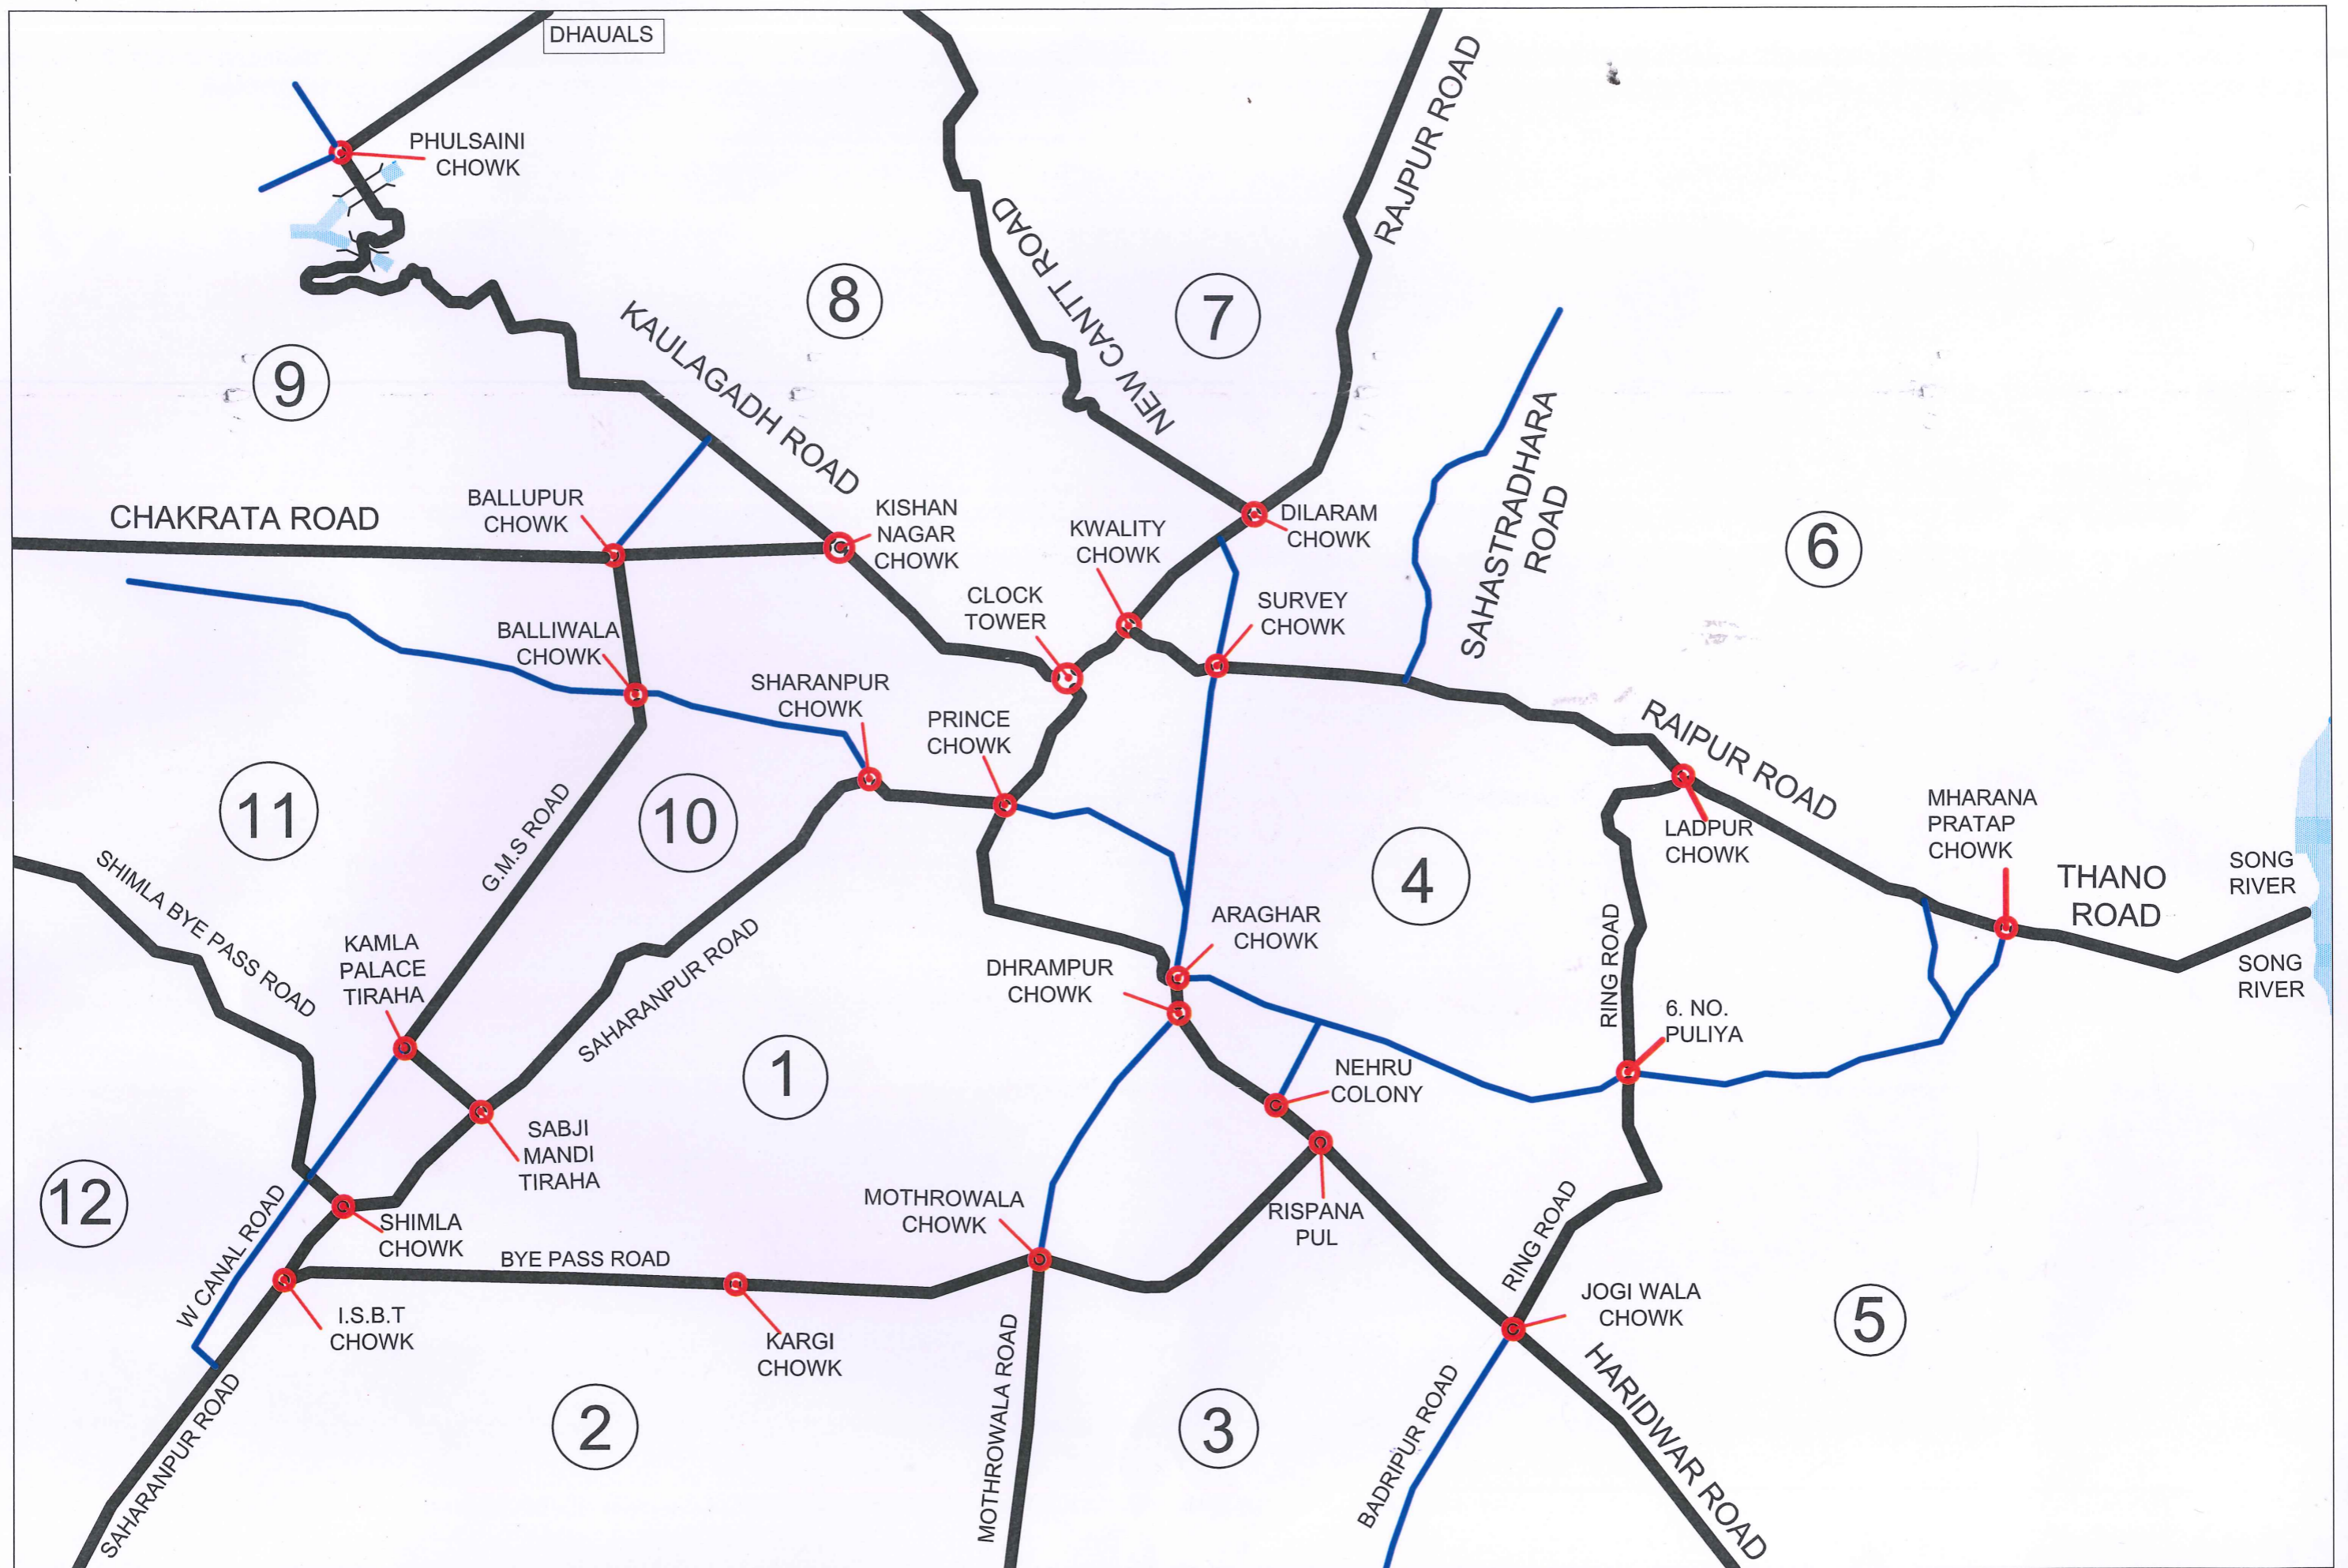 DHAUALS
PHULSAINI
CHOWK
RAJPUR ROAD
NEW CANTT ROAD
8
7
9
KAULAGADH ROAD
SAHASTRADHARA
ROAD
6
CHAKRATA ROAD
BALLUPUR
CHOWK
KISHAN
NAGAR
CHOWK
KWALITY
CHOWK
DILARAM
CHOWK
CLOCK
TOWER
SURVEY
CHOWK
BALLIWALA
CHOWK
SHARANPUR
CHOWK
PRINCE
CHOWK
RAIPUR ROAD
LADPUR
CHOWK
MHARANA
PRATAP
CHOWK
THANO
ROAD
SONG
RIVER
SONG
RIVER
11
10
4
G.M.S ROAD
SHIMLA BYE PASS ROAD
KAMLA
PALACE
TIRAHA
SAHARANPUR ROAD
ARAGHAR
CHOWK
DHRAMPUR
CHOWK
RING ROAD
6. NO.
PULIYA
1
NEHRU
COLONY
SABJI
MANDI
TIRAHA
12
W CANAL ROAD
SHIMLA
CHOWK
MOTHROWALA
CHOWK
RISPANA
PUL
RING ROAD
BYE PASS ROAD
I.S.B.T
CHOWK
KARGI
CHOWK
JOGI WALA
CHOWK
5
2
3
SAHARANPUR ROAD
MOTHROWALA ROAD
BADRIPUR ROAD
HARIDWAR ROAD